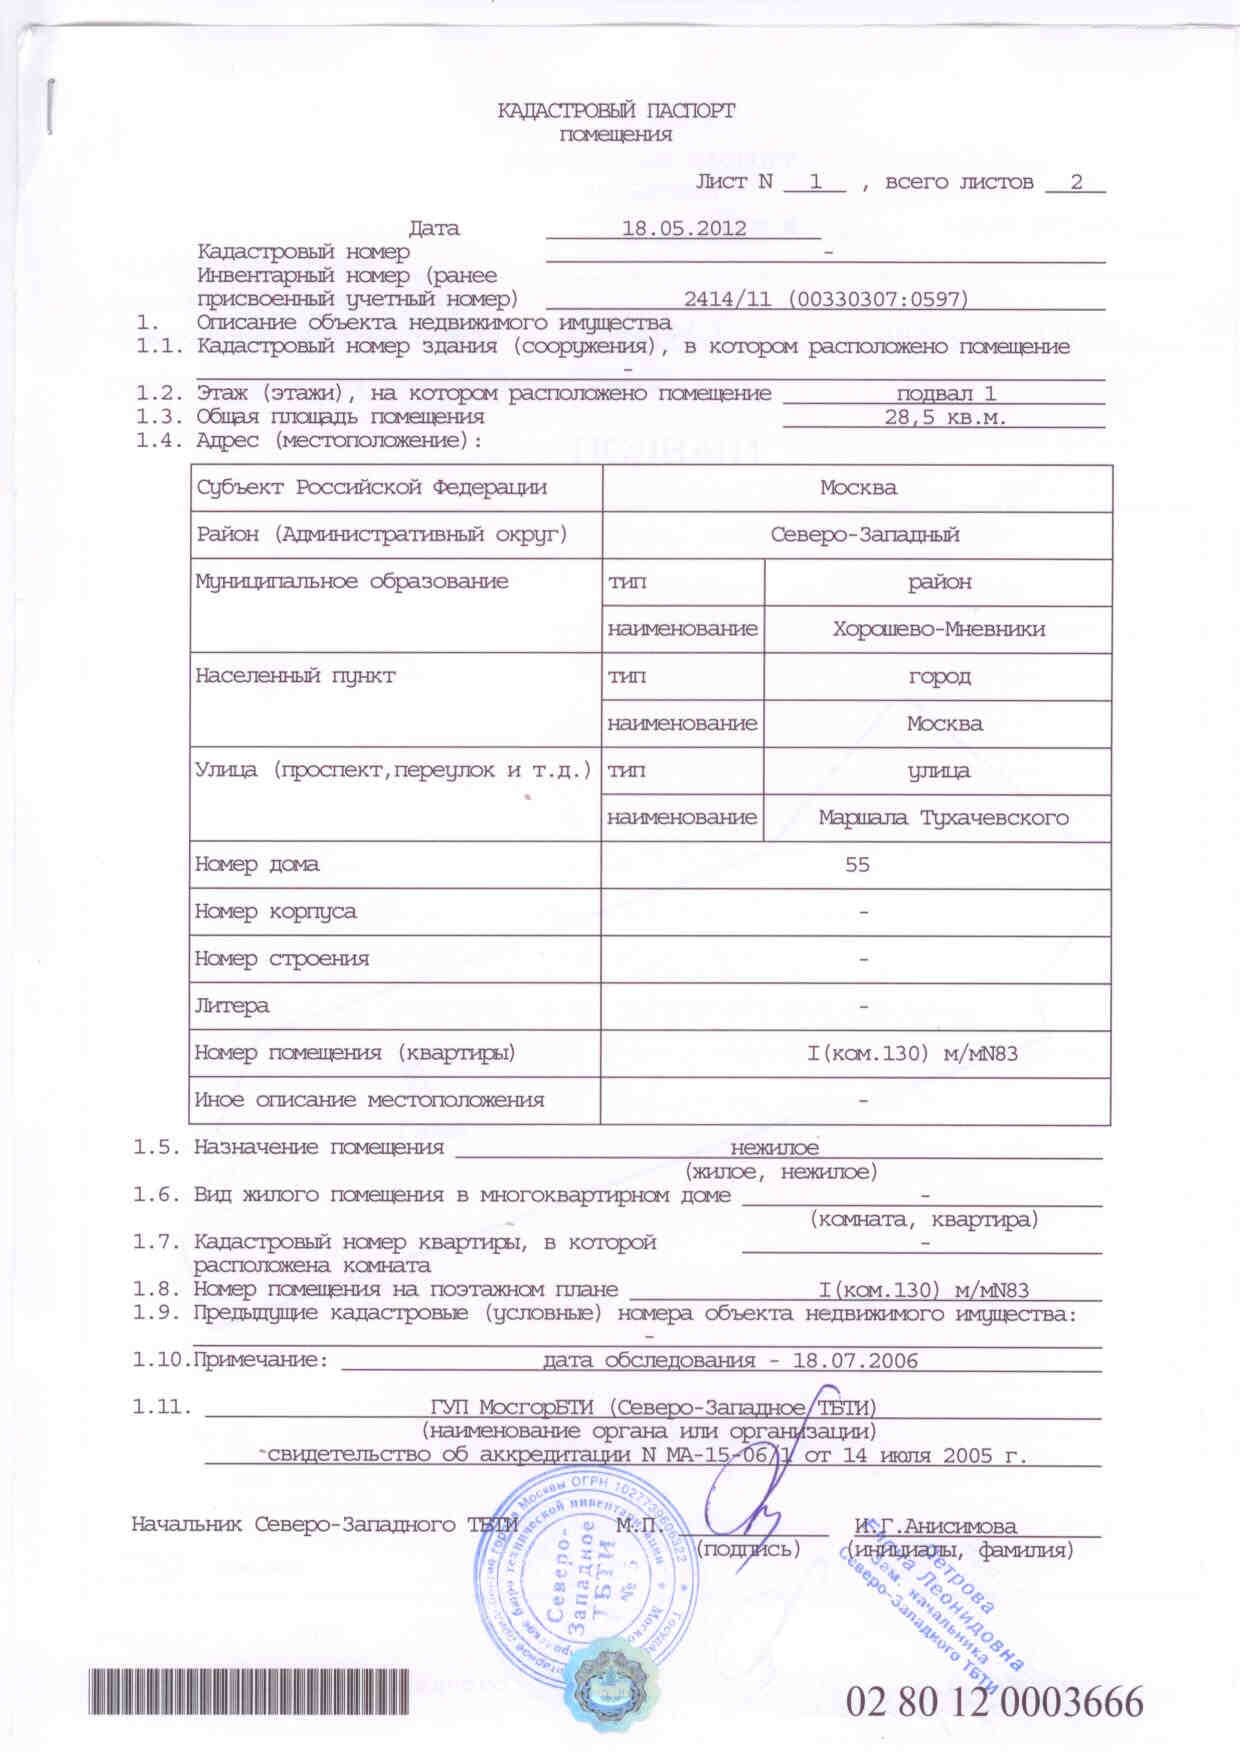 КАДАСТРОВЫЙ ПАСПОРТ
помещения
Лист N 1 , всего листов 2
Дата 18.05.2012
Кадастровый номер -
Инвентарный номер (ранее
присвоенный учетный номер) 2414/11 (00330307:0597)
1. Описание объекта недвижимого имущества
1.1. Кадастровый номер здания (сооружения), в котором расположено помещение
-
1.2. Этаж (этажи), на котором расположено помещение подвал 1
1.3. Общая площадь помещения 28,5 кв.м.
1.4. Адрес (местоположение):
Субъект Российской Федерации Москва
Район (Административный округ) Северо-Западный
Муниципальное образование тип район
наименование Хорошево-Мневники
Населенный пункт тип город
наименование Москва
Улица (проспект,переулок и т.д.) тип улица
наименование Маршала Тухачевского
Номер дома 55
Номер корпуса -
Номер строения -
Литера -
Номер помещения (квартиры) I(ком.130) м/мN83
Иное описание местоположения -
1.5. Назначение помещения нежилое
(жилое, нежилое)
1.6. Вид жилого помещения в многоквартирном доме -
(комната, квартира)
1.7. Кадастровый номер квартиры, в которой -
расположена комната
1.8. Номер помещения на поэтажном плане I(ком.130) м/мN83
1.9. Предыдущие кадастровые (условные) номера объекта недвижимого имущества:
-
1.10.Примечание: дата обследования - 18.07.2006
1.11. ГУП МосгорБТИ (Северо-Западное ТБТИ)
(наименование органа или организации)
свидетельство об аккредитации N МА-15-06/1 от 14 июля 2005 г.
Начальник Северо-Западного ТБТИ М.П. И.Г.Анисимова
(подпись) (инициалы, фамилия)
Москвы ОГРН 1027739606322
технической инвентаризации
Северо-
Западное
ТБТИ
Петрова
Елена Леонидовна
Зам. начальника
Северо-Западного ТБТИ
02 80 12 0003666